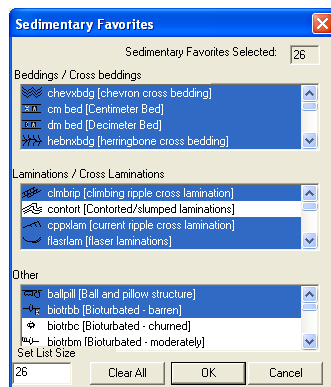 Sedimentary Favorites
Sedimentary Favorites Selected: 26
Beddings / Cross beddings
chevxbdg [chevron cross bedding]
cm bed [Centimeter Bed]
dm bed [Decimeter Bed]
hebnxbdg [herringbone cross bedding]
Laminations / Cross Laminations
clmbrip [climbing ripple cross lamination]
contort [Contorted/slumped laminations]
cppxlam [current ripple cross lamination]
flasrlam [flaser laminations]
Other
ballpill [Ball and pillow structure]
biotrbb [Bioturbated - barren]
biotrbc [Bioturbated - churned]
biotrbm [Bioturbated - moderately]
Set List Size
26 Clear All OK Cancel